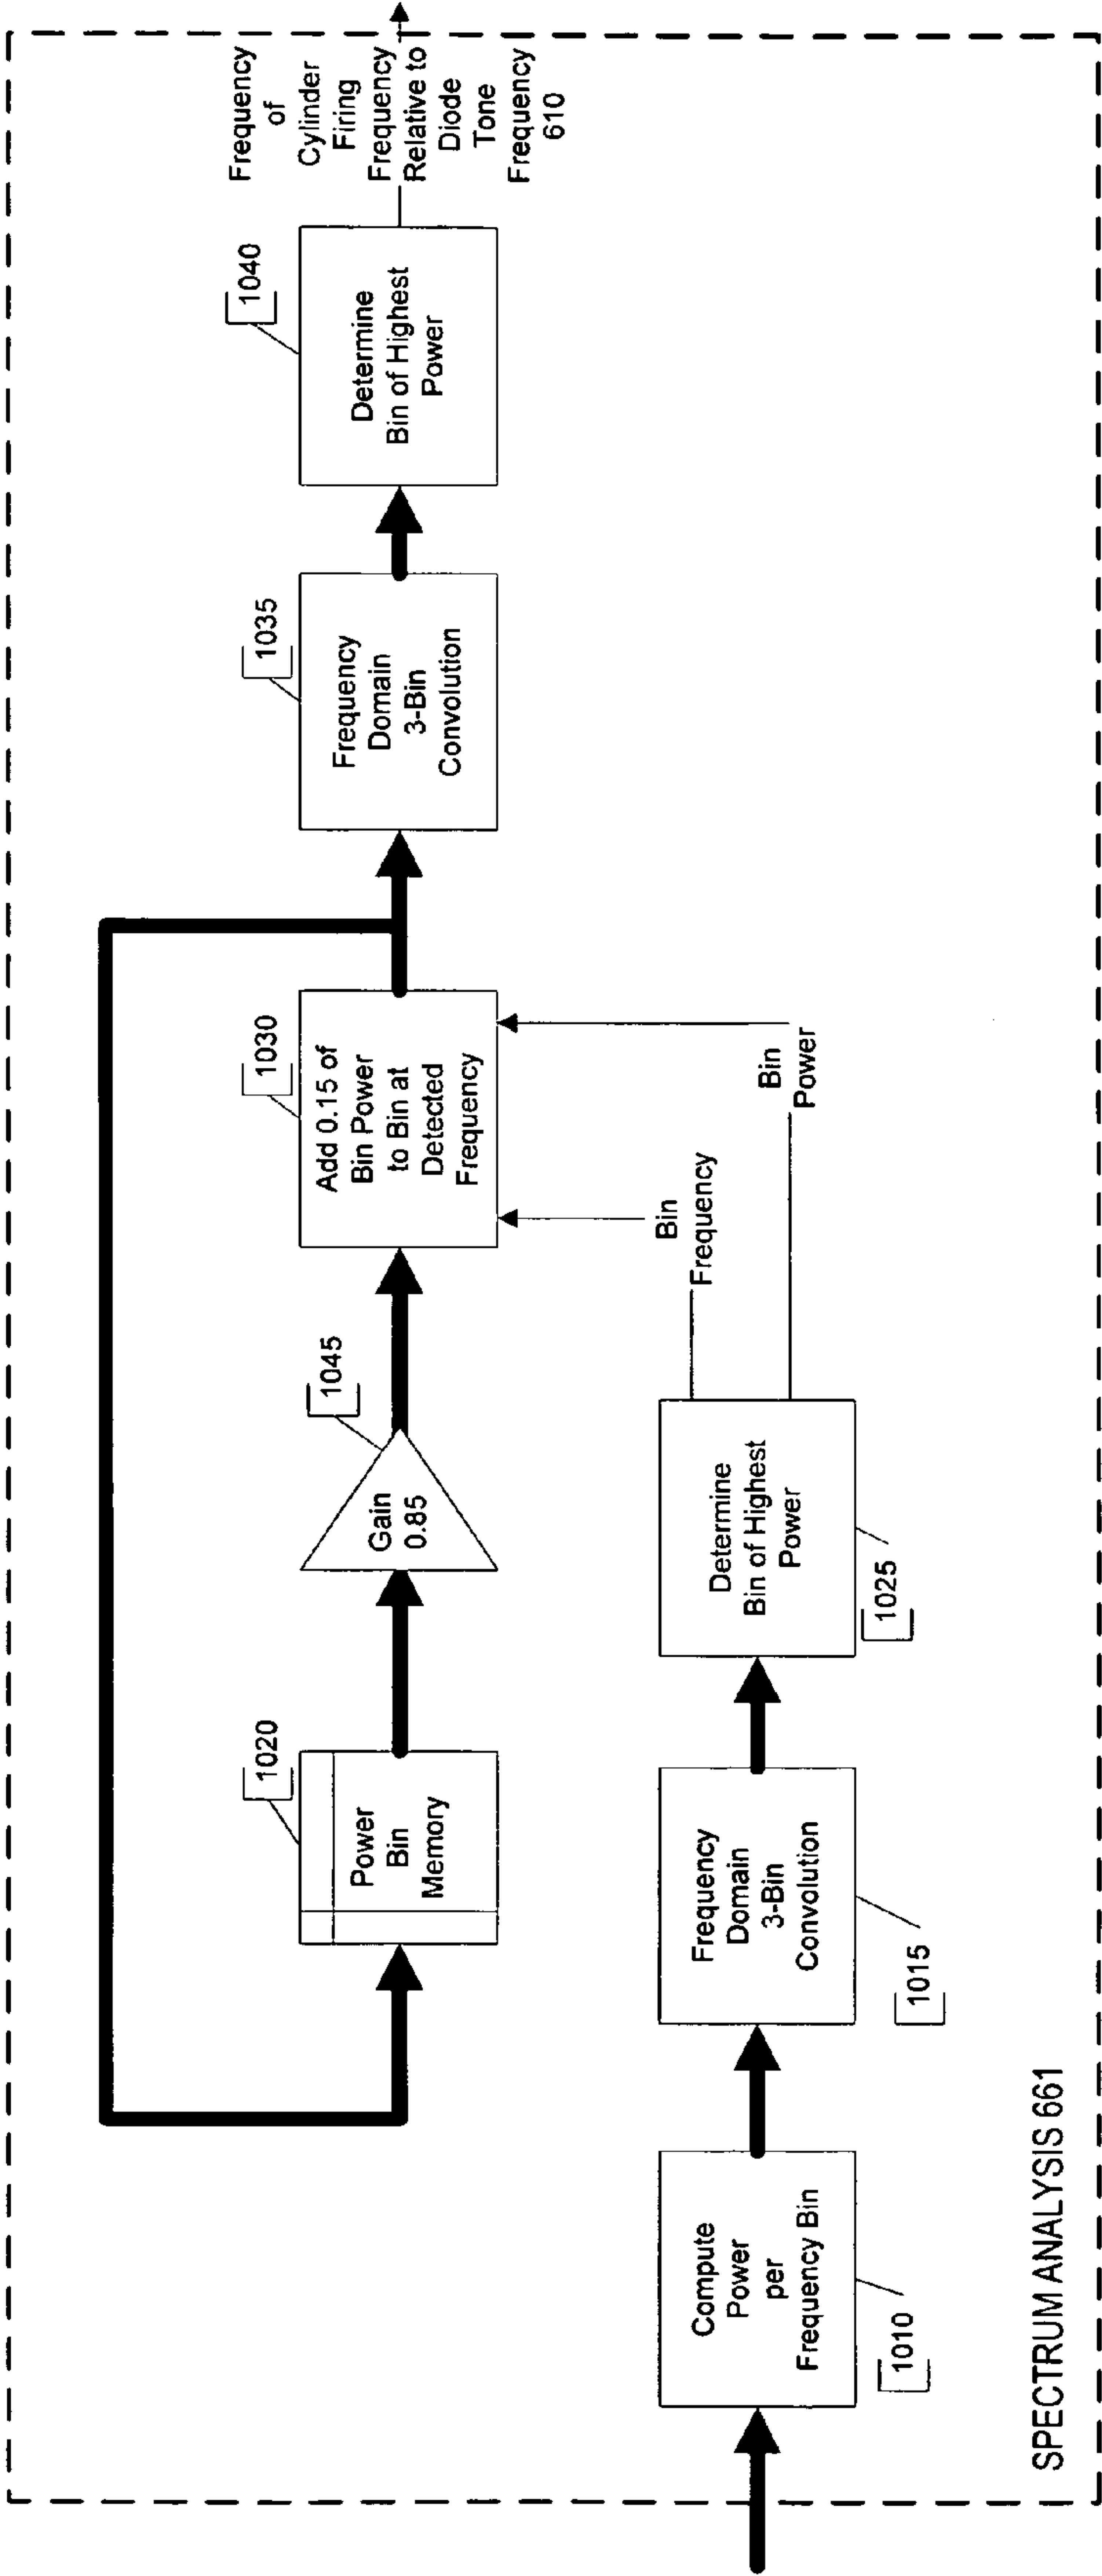 1020
Power
Bin
Memory
Gain
0.85
1045
1030
Add 0.15 of
Bin Power
to Bin at
Detected
Frequency
1035
Frequency
Domain
3-Bin
Convolution
1040
Determine
Bin of Highest
Power
Frequency
of
Cylinder
Firing
Frequency
Relative to
Diode
Tone
Frequency
610
Compute
Power
per
Frequency Bin
1010
Frequency
Domain
3-Bin
Convolution
1015
Determine
Bin of Highest
Power
1025
Bin
Frequency
Bin
Power
SPECTRUM ANALYSIS 661